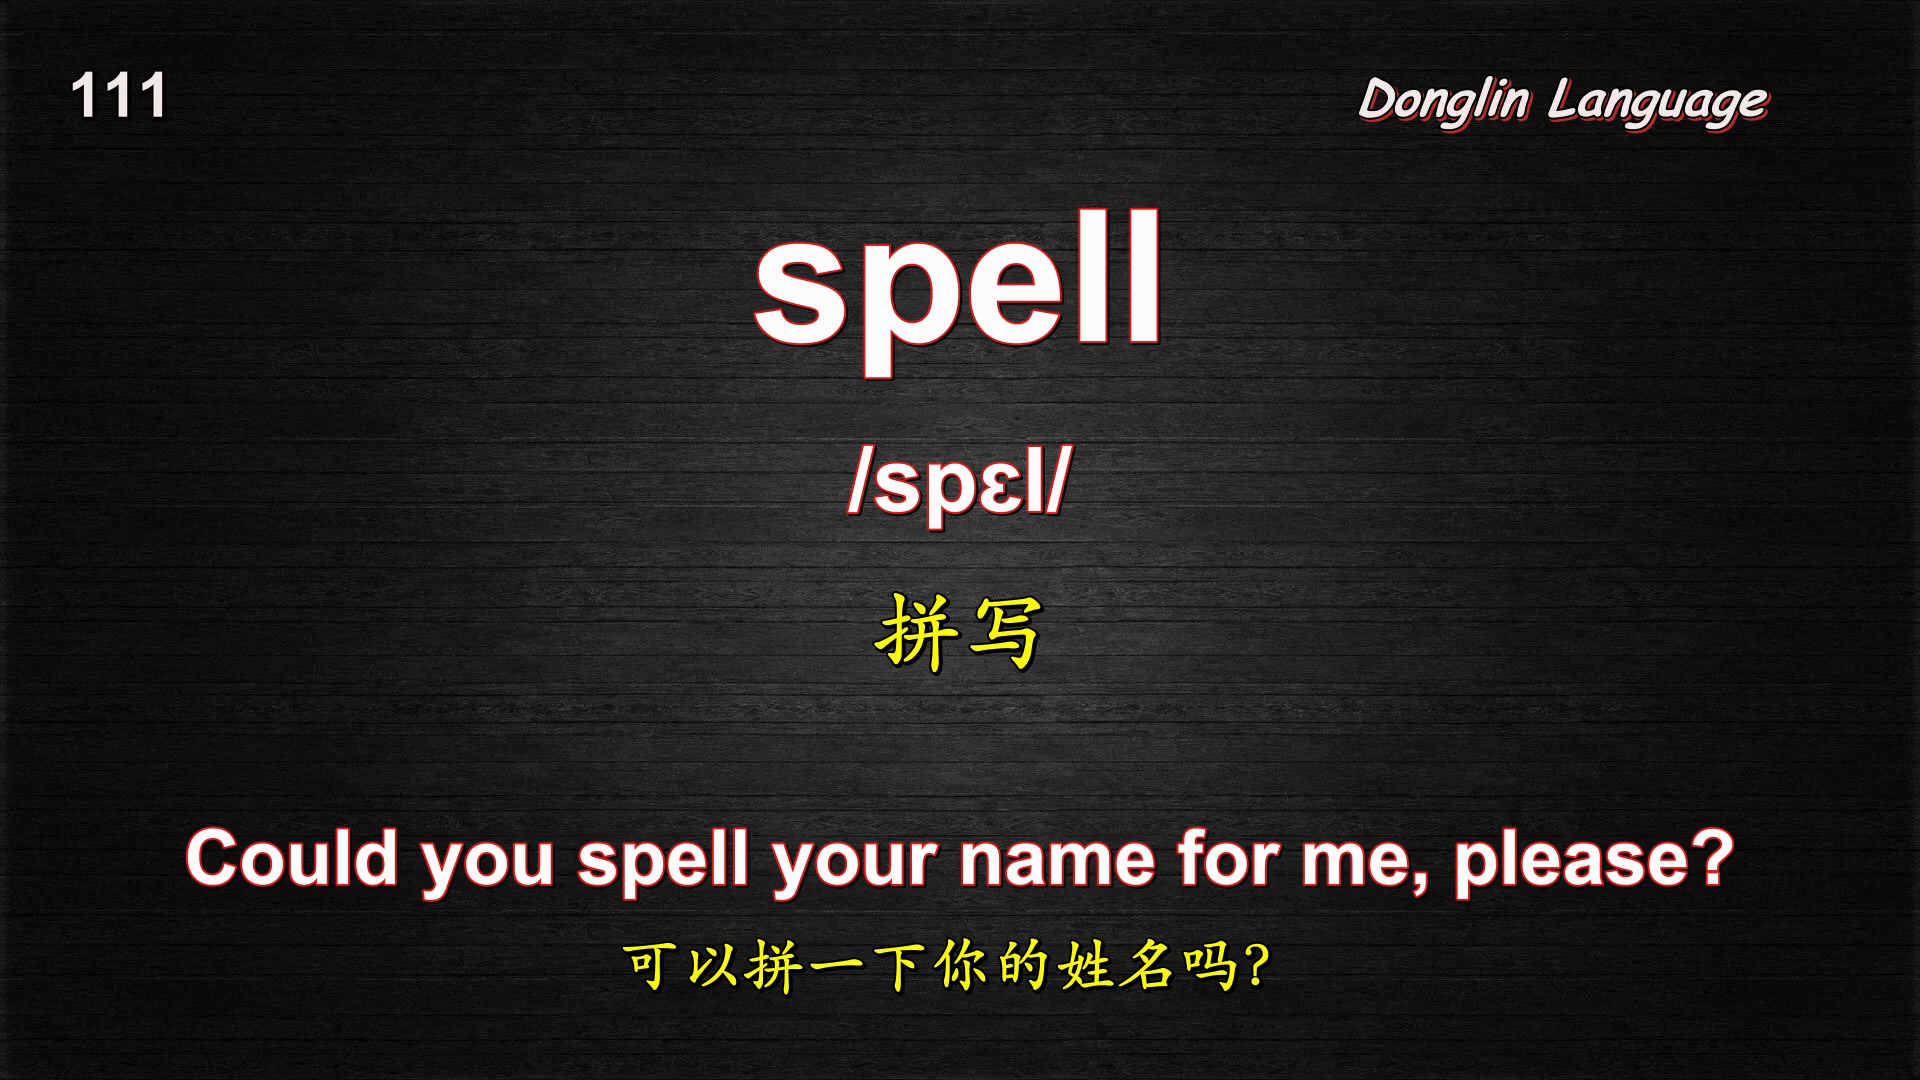 111
Donglin Language
spell
/spɛl/
拼写
Could you spell your name for me, please?
可以拼一下你的姓名吗?